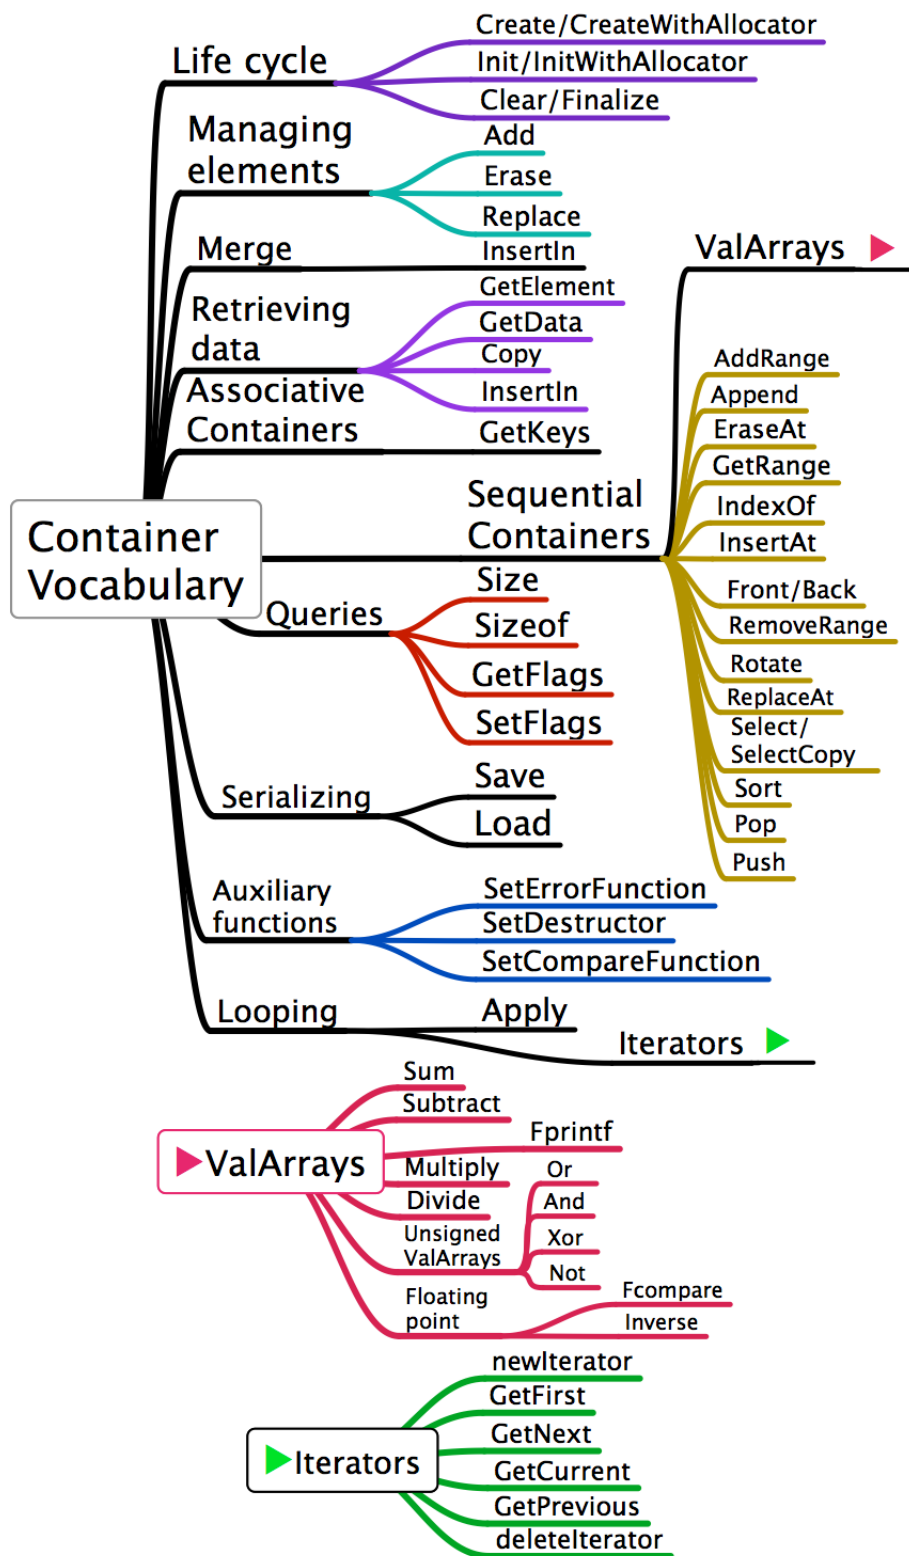 Life cycle
Create/CreateWithAllocator
Init/InitWithAllocator
Clear/Finalize
Managing
elements
Add
Erase
Replace
Merge
InsertIn
Retrieving
data
GetElement
GetData
Copy
InsertIn
Associative
Containers
GetKeys
Container
Vocabulary
Sequential
Containers
ValArrays
AddRange
Append
EraseAt
GetRange
IndexOf
InsertAt
Front/Back
RemoveRange
Rotate
ReplaceAt
Select/
SelectCopy
Sort
Pop
Push
Queries
Size
Sizeof
GetFlags
SetFlags
Serializing
Save
Load
Auxiliary
functions
SetErrorFunction
SetDestructor
SetCompareFunction
Looping
Apply
Iterators
ValArrays
Sum
Subtract
Fprintf
Multiply
Divide
Unsigned
ValArrays
Or
And
Xor
Not
Floating
point
Fcompare
Inverse
Iterators
newIterator
GetFirst
GetNext
GetCurrent
GetPrevious
deleteIterator